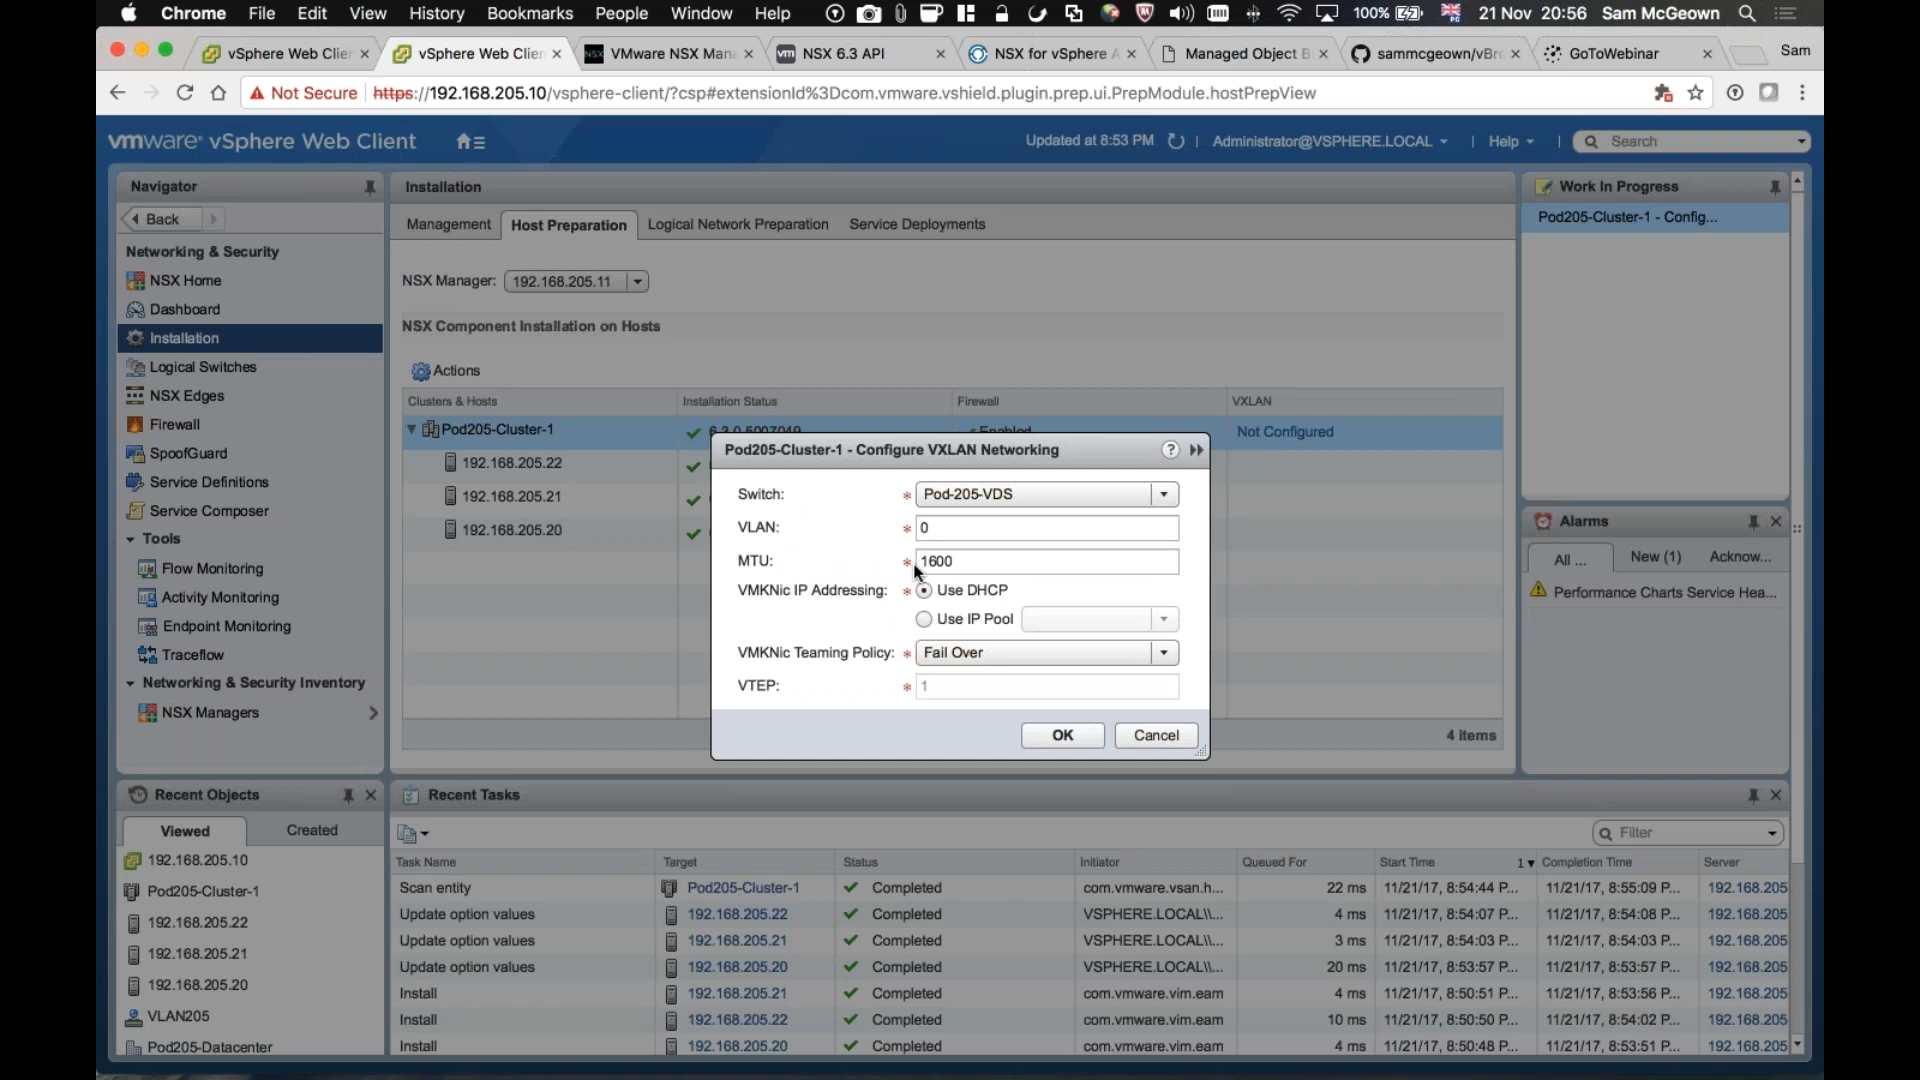 Chrome File Edit View History Bookmarks People Window Help 100% 21 Nov 20:56 Sam McGeown
vSphere Web Clien × vSphere Web Clien × VMware NSX Mana × NSX 6.3 API × NSX for vSphere A × Managed Object B × sammcgeown/vBr × GoToWebinar × Sam
Not Secure https://192.168.205.10/vsphere-client/?csp#extensionId%3Dcom.vmware.vshield.plugin.prep.ui.PrepModule.hostPrepView
vmware® vSphere Web Client Updated at 8:53 PM | Administrator@VSPHERE.LOCAL | Help | Search
Navigator
Back
Networking & Security
NSX Home
Dashboard
Installation
Logical Switches
NSX Edges
Firewall
SpoofGuard
Service Definitions
Service Composer
Tools
Flow Monitoring
Activity Monitoring
Endpoint Monitoring
Traceflow
Networking & Security Inventory
NSX Managers
Installation
Management Host Preparation Logical Network Preparation Service Deployments
NSX Manager: 192.168.205.11
NSX Component Installation on Hosts
Actions
Clusters & Hosts Installation Status Firewall VXLAN
Pod205-Cluster-1 6.3.0.5007049 Enabled Not Configured
192.168.205.22
192.168.205.21
192.168.205.20
4 items
Pod205-Cluster-1 - Configure VXLAN Networking
Switch: * Pod-205-VDS
VLAN: * 0
MTU: * 1600
VMKNic IP Addressing: * Use DHCP
Use IP Pool
VMKNic Teaming Policy: * Fail Over
VTEP: * 1
OK Cancel
Work In Progress
Pod205-Cluster-1 - Config...
Alarms
All ... New (1) Acknow...
Performance Charts Service Hea...
Recent Objects
Viewed Created
192.168.205.10
Pod205-Cluster-1
192.168.205.22
192.168.205.21
192.168.205.20
VLAN205
Pod205-Datacenter
Recent Tasks
Filter
Task Name Target Status Initiator Queued For Start Time 1 Completion Time Server
Scan entity Pod205-Cluster-1 Completed com.vmware.vsan.h... 22 ms 11/21/17, 8:54:44 P... 11/21/17, 8:55:09 P... 192.168.205
Update option values 192.168.205.22 Completed VSPHERE.LOCAL\\... 4 ms 11/21/17, 8:54:07 P... 11/21/17, 8:54:08 P... 192.168.205
Update option values 192.168.205.21 Completed VSPHERE.LOCAL\\... 3 ms 11/21/17, 8:54:03 P... 11/21/17, 8:54:03 P... 192.168.205
Update option values 192.168.205.20 Completed VSPHERE.LOCAL\\... 20 ms 11/21/17, 8:53:57 P... 11/21/17, 8:53:57 P... 192.168.205
Install 192.168.205.21 Completed com.vmware.vim.eam 4 ms 11/21/17, 8:50:51 P... 11/21/17, 8:53:56 P... 192.168.205
Install 192.168.205.22 Completed com.vmware.vim.eam 10 ms 11/21/17, 8:50:50 P... 11/21/17, 8:54:02 P... 192.168.205
Install 192.168.205.20 Completed com.vmware.vim.eam 4 ms 11/21/17, 8:50:48 P... 11/21/17, 8:53:51 P... 192.168.205